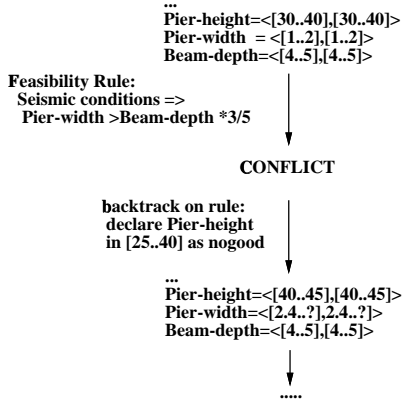 ...
Pier-height=<[30..40],[30..40]>
Pier-width = <[1..2],[1..2]>
Beam-depth=<[4..5],[4..5]>
Feasibility Rule:
Seismic conditions =>
Pier-width >Beam-depth *3/5
CONFLICT
backtrack on rule:
declare Pier-height
in [25..40] as nogood
...
Pier-height=<[40..45],[40..45]>
Pier-width=<[2.4..?],2.4..?]>
Beam-depth=<[4..5],[4..5]>
.....